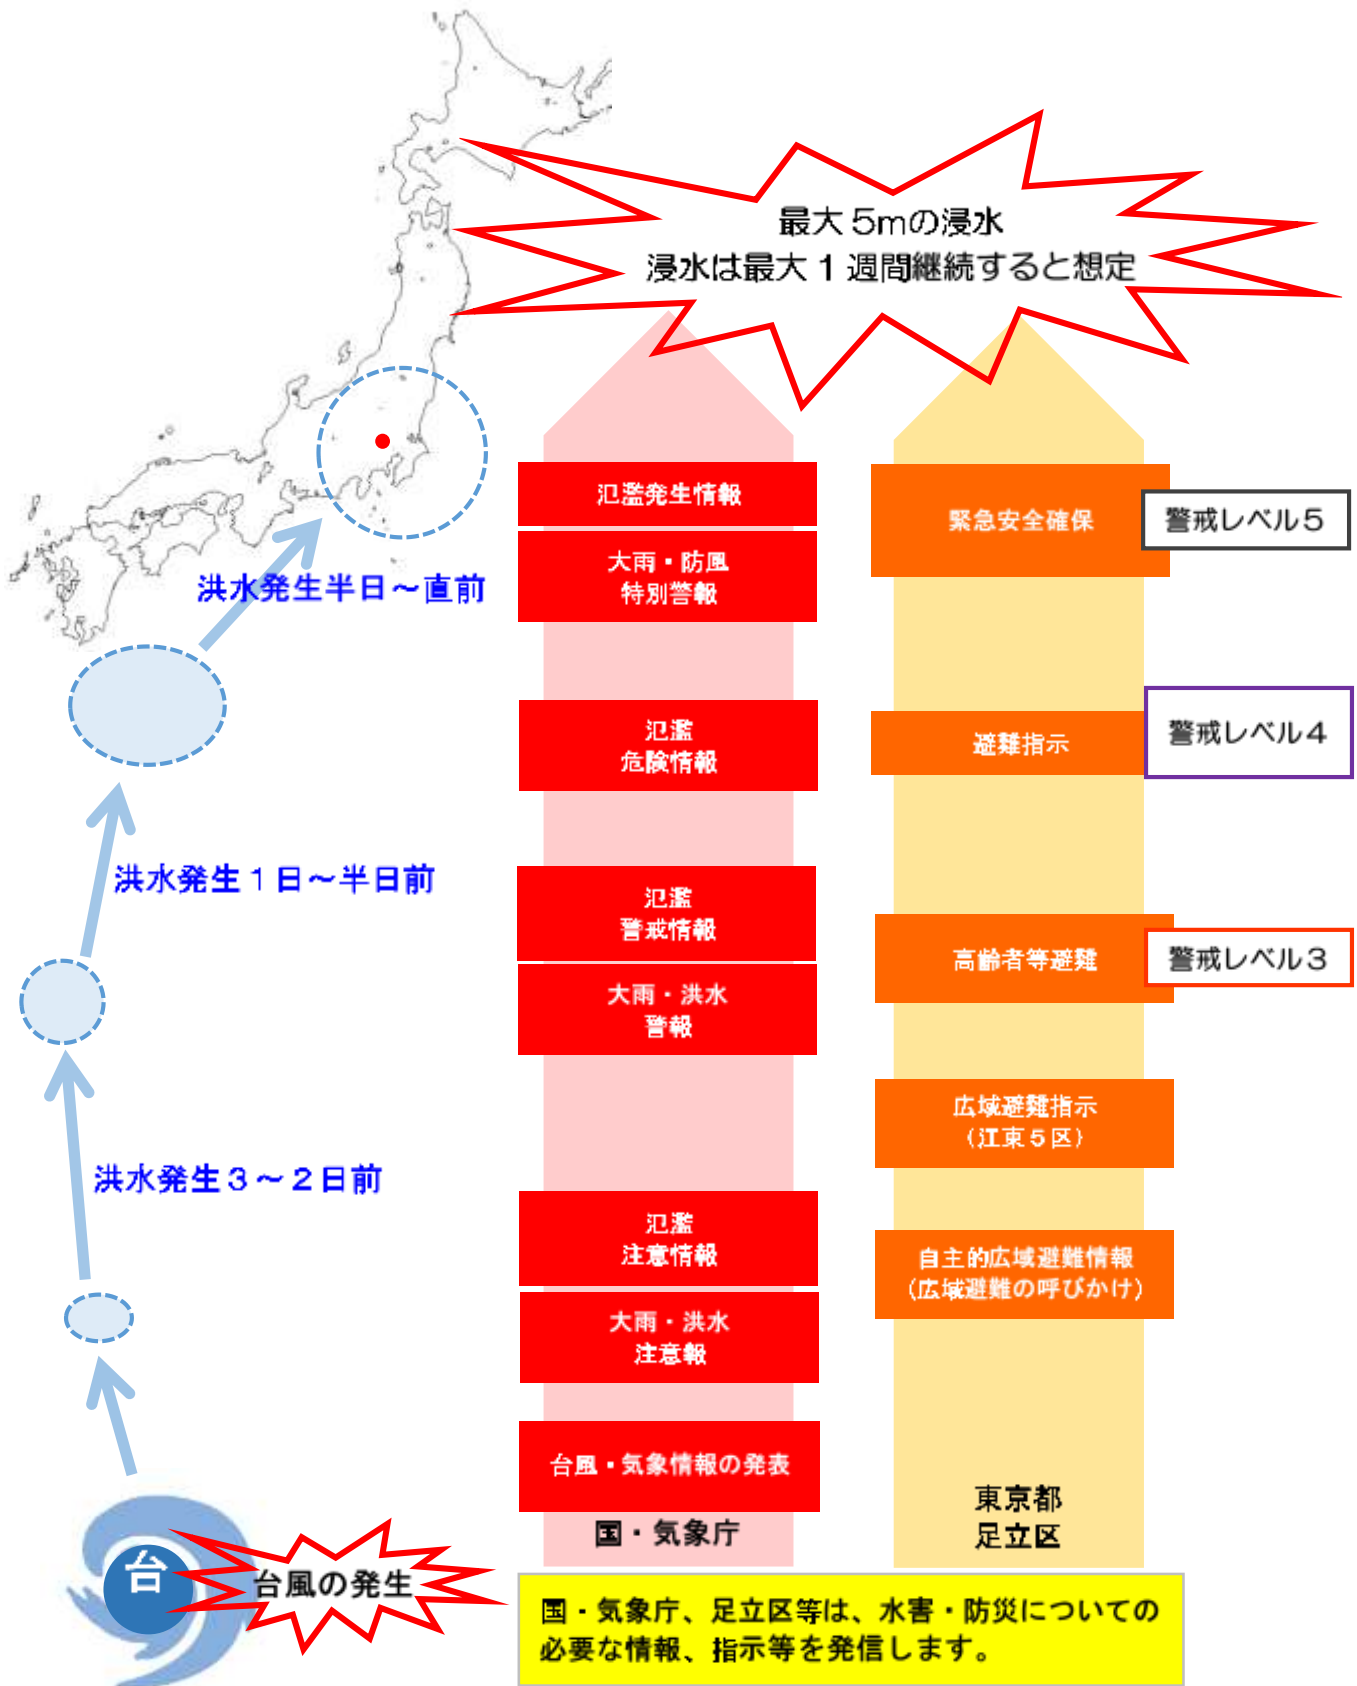 最大5mの浸水
浸水は最大1週間継続すると想定
氾濫発生情報
大雨・防風
特別警報
緊急安全確保
警戒レベル5
洪水発生半日～直前
氾濫
危険情報
避難指示
警戒レベル4
洪水発生1日～半日前
氾濫
警戒情報
大雨・洪水
警報
高齢者等避難
警戒レベル3
広域避難指示
（江東5区）
洪水発生3～2日前
氾濫
注意情報
大雨・洪水
注意報
自主的広域避難情報
（広域避難の呼びかけ）
台風・気象情報の発表
国・気象庁
東京都
足立区
台
台風の発生
国・気象庁、足立区等は、水害・防災についての
必要な情報、指示等を発信します。